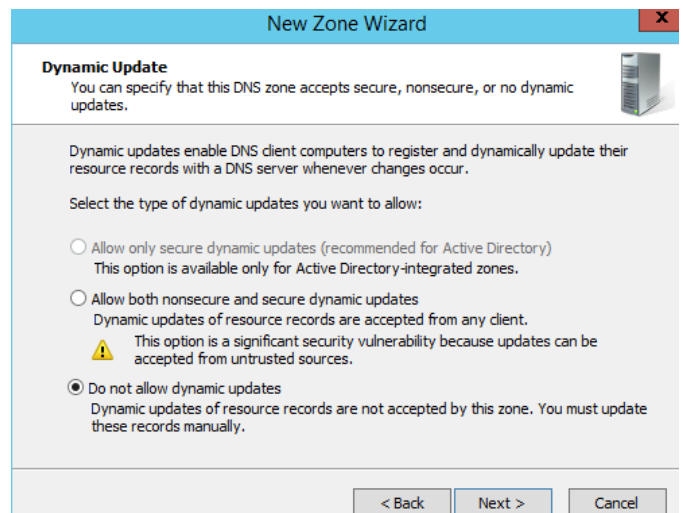 New Zone Wizard
x
Dynamic Update
You can specify that this DNS zone accepts secure, nonsecure, or no dynamic
updates.
Dynamic updates enable DNS client computers to register and dynamically update their
resource records with a DNS server whenever changes occur.
Select the type of dynamic updates you want to allow:
Allow only secure dynamic updates (recommended for Active Directory)
This option is available only for Active Directory-integrated zones.
Allow both nonsecure and secure dynamic updates
Dynamic updates of resource records are accepted from any client.
This option is a significant security vulnerability because updates can be
accepted from untrusted sources.
Do not allow dynamic updates
Dynamic updates of resource records are not accepted by this zone. You must update
these records manually.
< Back Next > Cancel